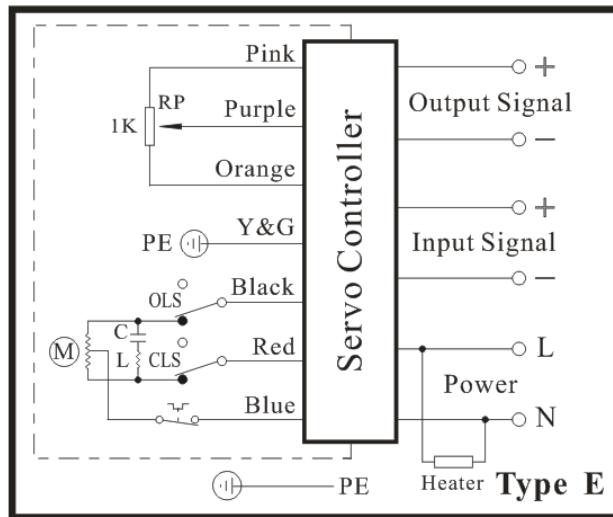 Pink
RP
1K
Purple
Output Signal
Orange
Servo Controller
PE
Y&G
Input Signal
OLS
Black
C
M
L
CLS
Red
L
Power
Blue
N
PE
Heater
Type E